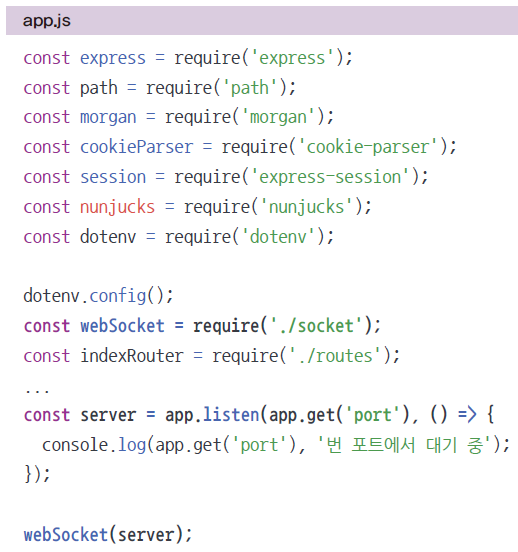 app.js
const express = require('express');
const path = require('path');
const morgan = require('morgan');
const cookieParser = require('cookie-parser');
const session = require('express-session');
const nunjucks = require('nunjucks');
const dotenv = require('dotenv');
dotenv.config();
const webSocket = require('./socket');
const indexRouter = require('./routes');
...
const server = app.listen(app.get('port'), () => {
  console.log(app.get('port'), '번 포트에서 대기 중');
});
webSocket(server);